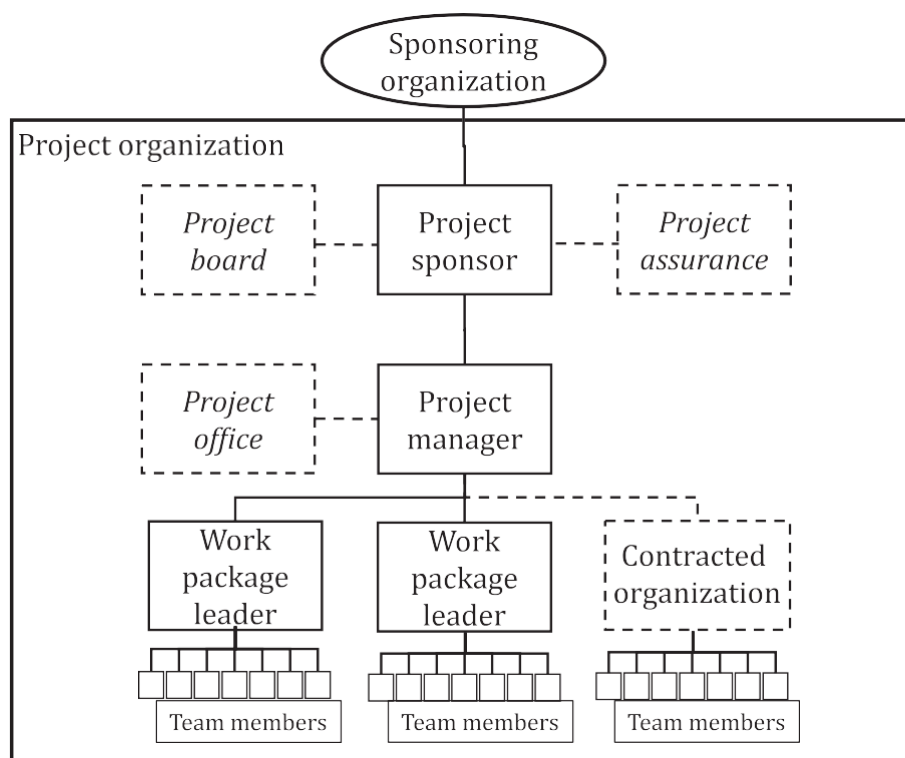 Sponsoring
organization
Project organization
Project
board
Project
sponsor
Project
assurance
Project
office
Project
manager
Work
package
leader
Work
package
leader
Contracted
organization
Team members
Team members
Team members